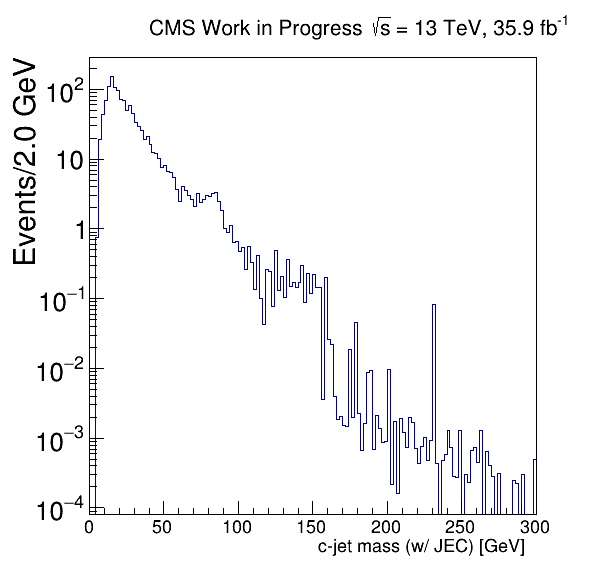 CMS Work in Progress √s = 13 TeV, 35.9 fb⁻¹
Events/2.0 GeV
10²
10
1
10⁻¹
10⁻²
10⁻³
10⁻⁴
0 50 100 150 200 250 300
c-jet mass (w/ JEC) [GeV]